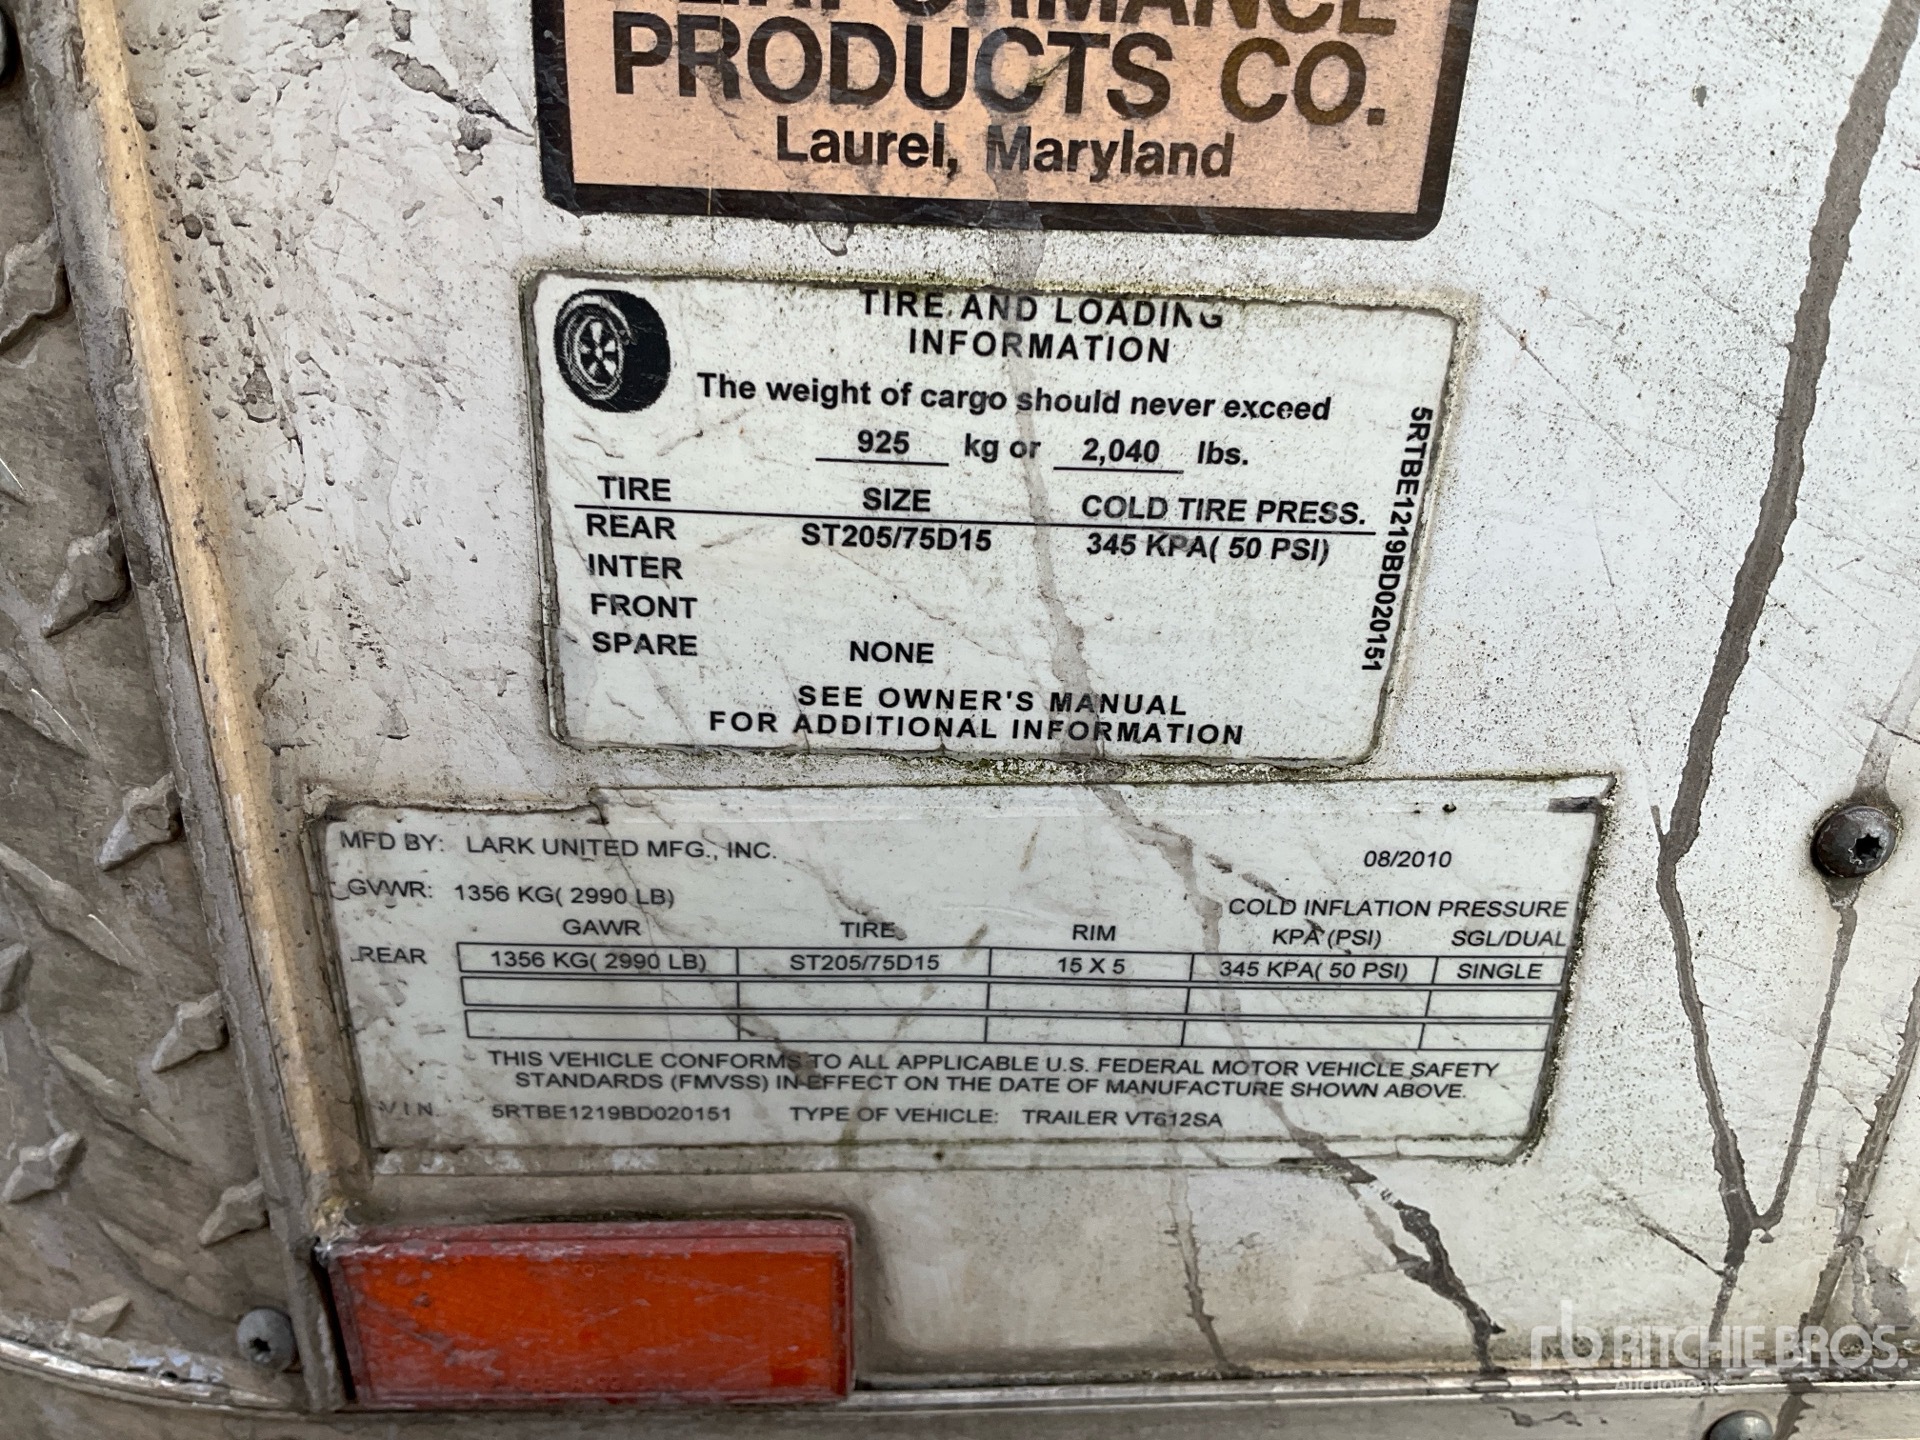 PERFORMANCE
PRODUCTS CO.
Laurel, Maryland
TIRE AND LOADING
INFORMATION
The weight of cargo should never exceed
925 kg or 2,040 lbs.
TIRE SIZE COLD TIRE PRESS.
REAR ST205/75D15 345 KPA( 50 PSI)
INTER
FRONT
SPARE NONE
SEE OWNER'S MANUAL
FOR ADDITIONAL INFORMATION
5RTBE1219BD020151
MFD BY: LARK UNITED MFG., INC. 08/2010
GVWR: 1356 KG( 2990 LB)
COLD INFLATION PRESSURE
GAWR TIRE RIM KPA (PSI) SGL/DUAL
REAR 1356 KG( 2990 LB) ST205/75D15 15 X 5 345 KPA( 50 PSI) SINGLE
THIS VEHICLE CONFORMS TO ALL APPLICABLE U.S. FEDERAL MOTOR VEHICLE SAFETY
STANDARDS (FMVSS) IN EFFECT ON THE DATE OF MANUFACTURE SHOWN ABOVE.
V.I.N. 5RTBE1219BD020151 TYPE OF VEHICLE: TRAILER VT612SA
rb RITCHIE BROS.
Auctioneers